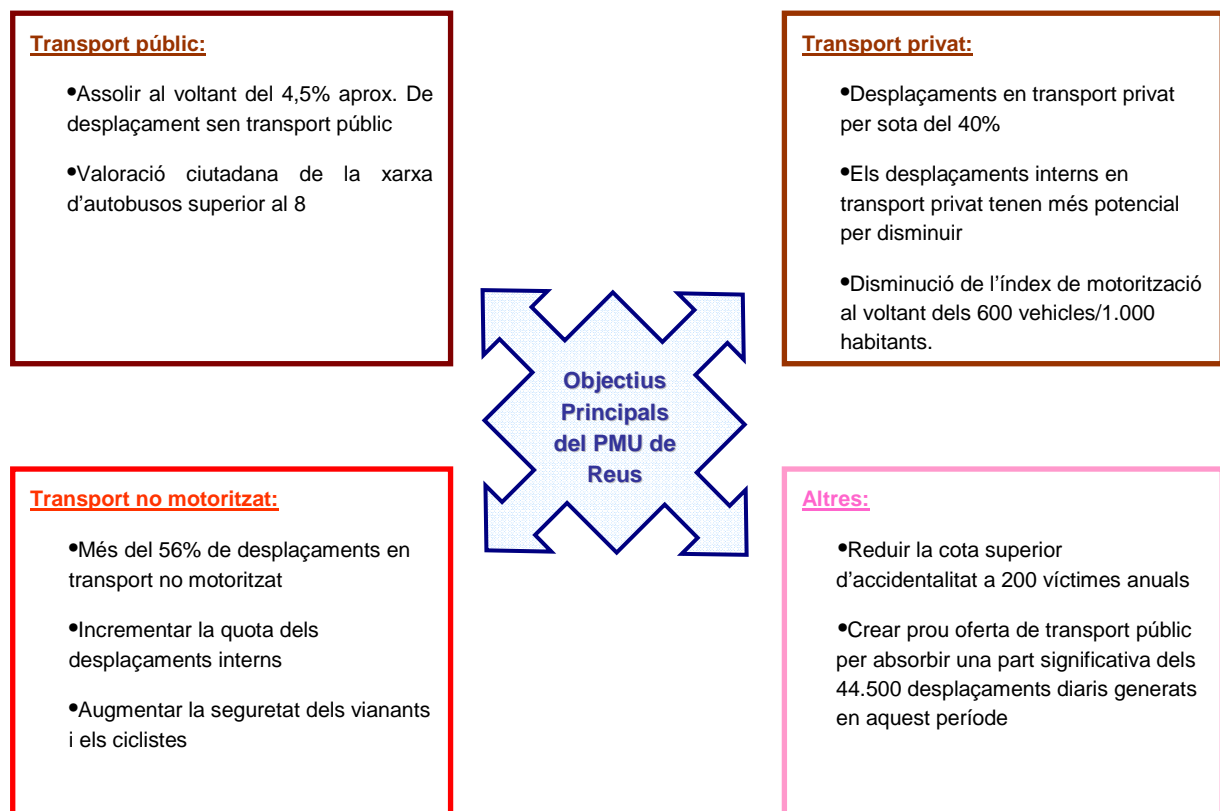 Transport públic:
•Assolir al voltant del 4,5% aprox. De
desplaçament sen transport públic
•Valoració ciutadana de la xarxa
d'autobusos superior al 8
Transport privat:
•Desplaçaments en transport privat
per sota del 40%
•Els desplaçaments interns en
transport privat tenen més potencial
per disminuir
•Disminució de l'índex de motorització
al voltant dels 600 vehicles/1.000
habitants.
Objectius
Principals
del PMU de
Reus
Transport no motoritzat:
•Més del 56% de desplaçaments en
transport no motoritzat
•Incrementar la quota dels
desplaçaments interns
•Augmentar la seguretat dels vianants
i els ciclistes
Altres:
•Reduir la cota superior
d'accidentalitat a 200 víctimes anuals
•Crear prou oferta de transport públic
per absorbir una part significativa dels
44.500 desplaçaments diaris generats
en aquest període